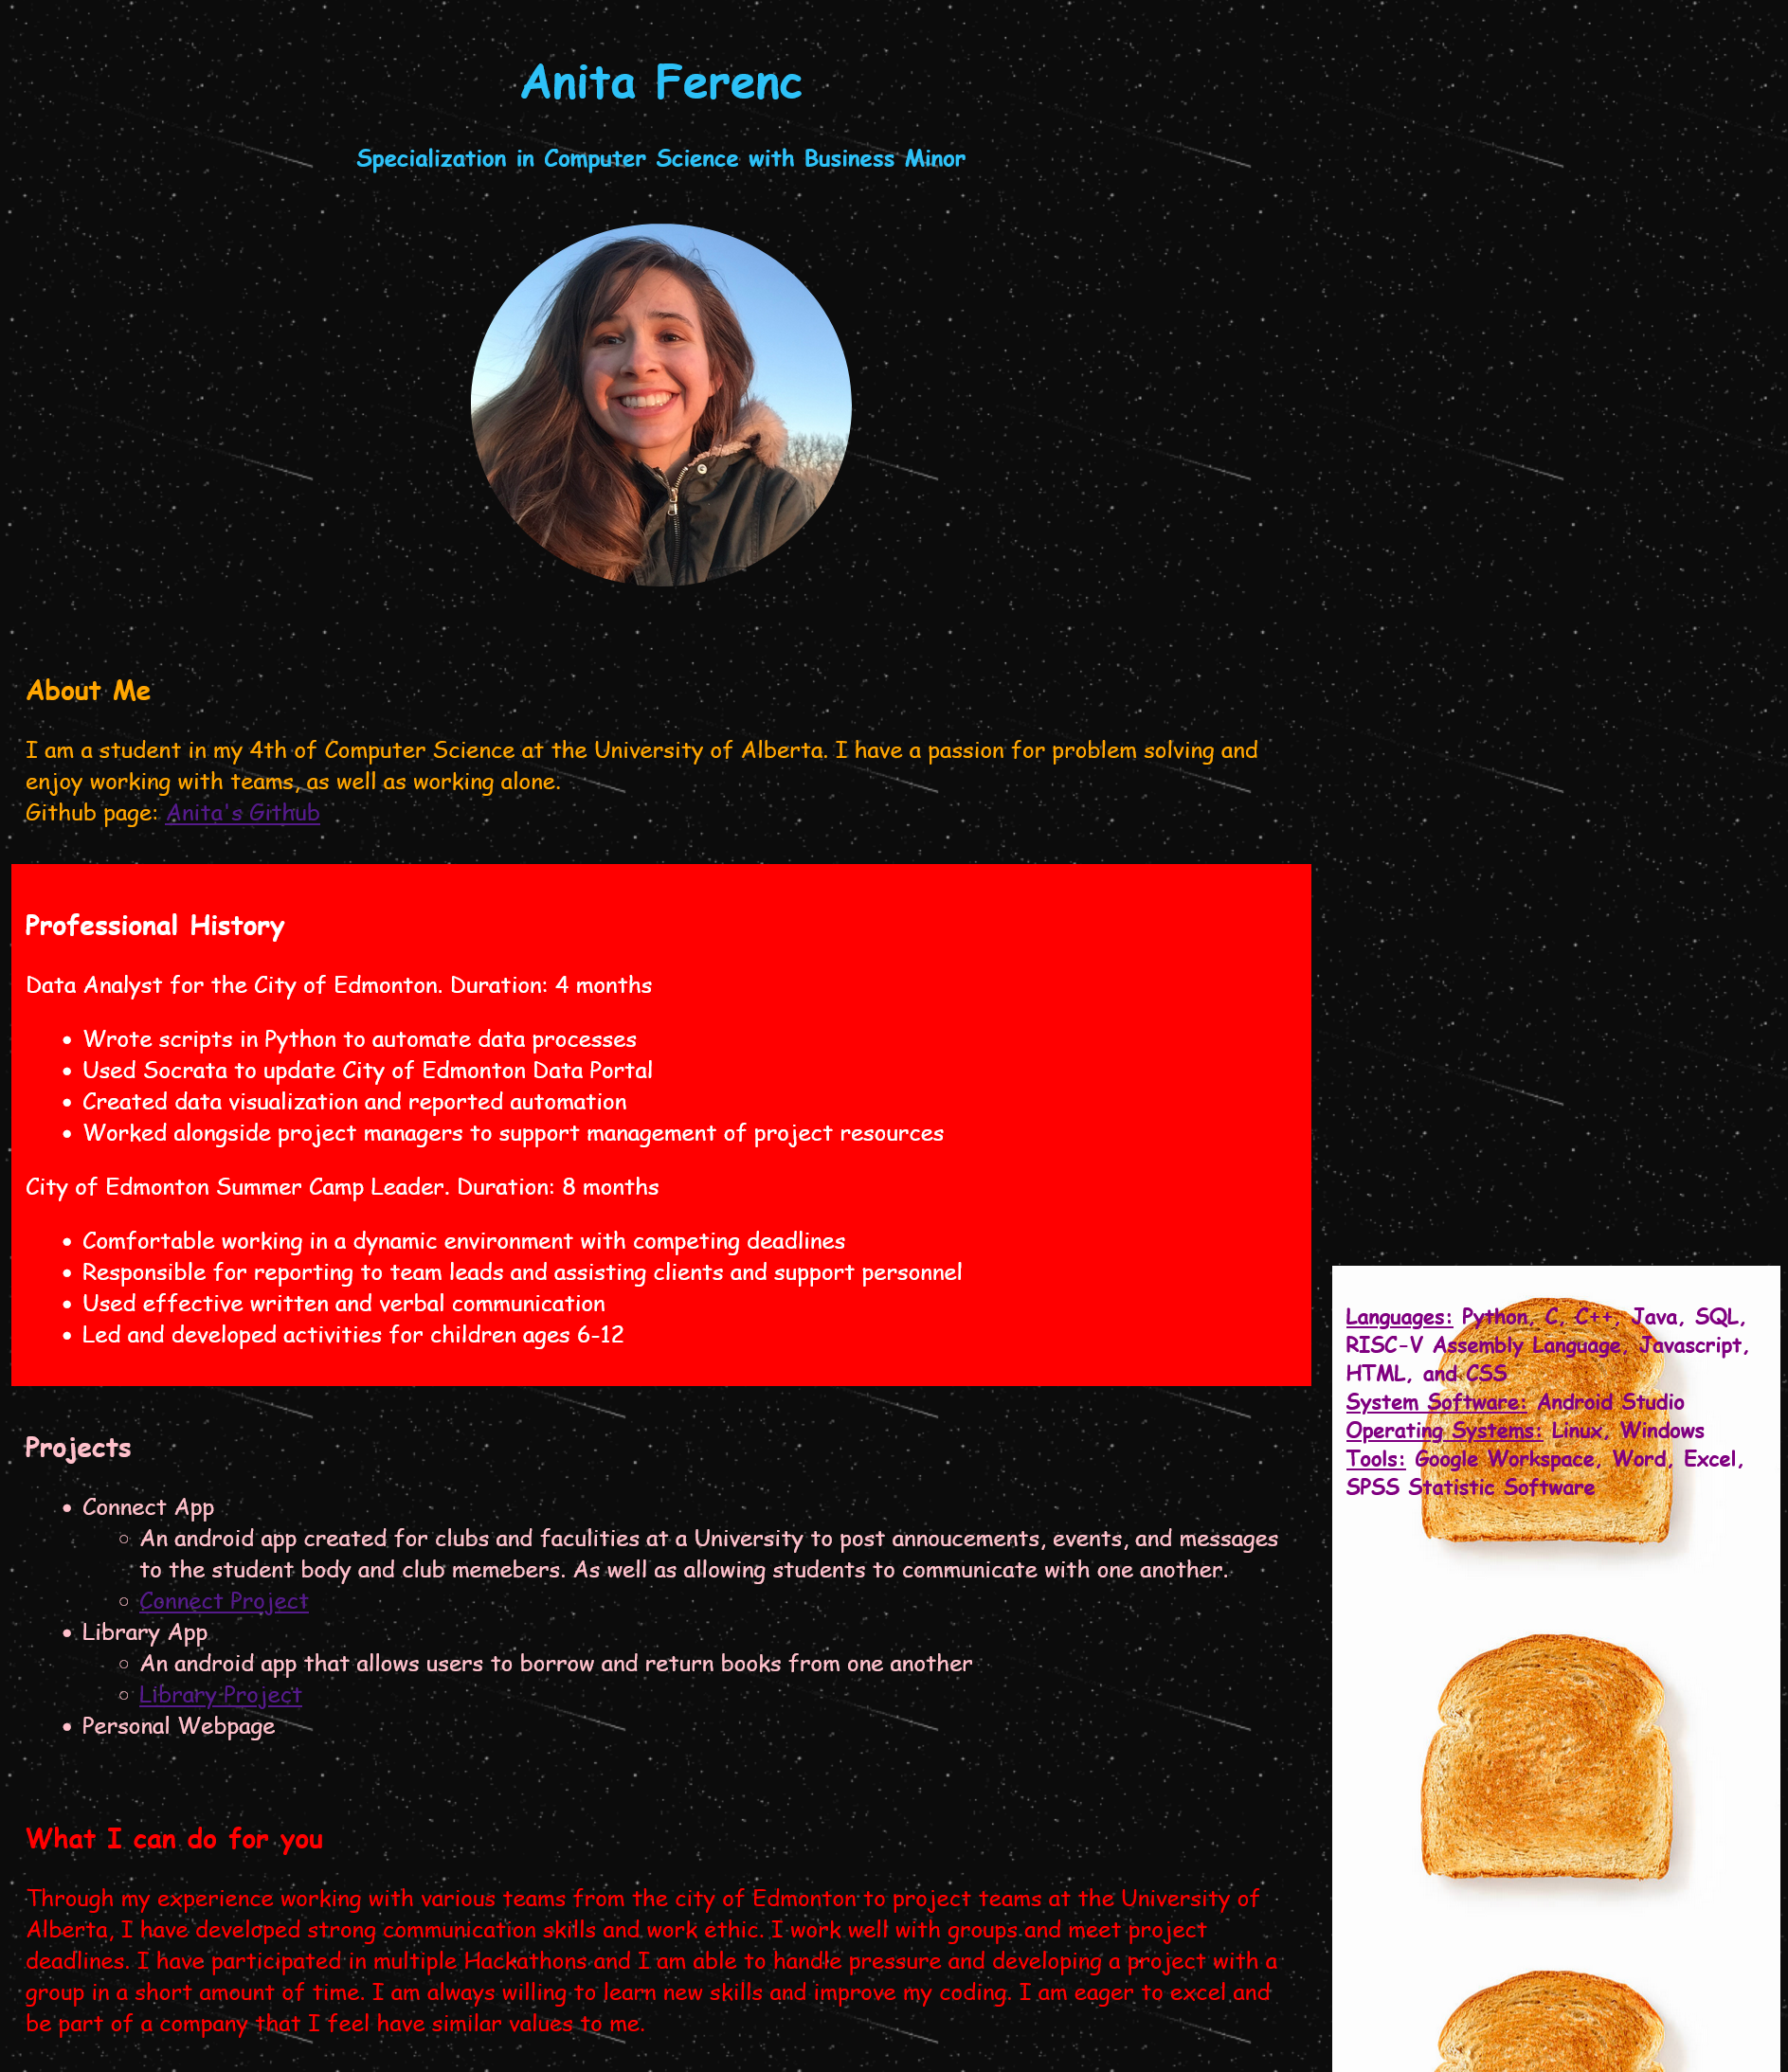 Anita Ferenc
Specialization in Computer Science with Business Minor
About Me
I am a student in my 4th of Computer Science at the University of Alberta. I have a passion for problem solving and
enjoy working with teams, as well as working alone.
Github page: Anita's Github
Professional History
Data Analyst for the City of Edmonton. Duration: 4 months
• Wrote scripts in Python to automate data processes
• Used Socrata to update City of Edmonton Data Portal
• Created data visualization and reported automation
• Worked alongside project managers to support management of project resources
City of Edmonton Summer Camp Leader. Duration: 8 months
• Comfortable working in a dynamic environment with competing deadlines
• Responsible for reporting to team leads and assisting clients and support personnel
• Used effective written and verbal communication
• Led and developed activities for children ages 6-12
Languages: Python, C, C++, Java, SQL,
RISC-V Assembly Language, Javascript,
HTML, and CSS
System Software: Android Studio
Operating Systems: Linux, Windows
Tools: Google Workspace, Word, Excel,
SPSS Statistic Software
Projects
• Connect App
◦ An android app created for clubs and faculities at a University to post annoucements, events, and messages
to the student body and club memebers. As well as allowing students to communicate with one another.
◦ Connect Project
• Library App
◦ An android app that allows users to borrow and return books from one another
◦ Library Project
• Personal Webpage
What I can do for you
Through my experience working with various teams from the city of Edmonton to project teams at the University of
Alberta, I have developed strong communication skills and work ethic. I work well with groups and meet project
deadlines. I have participated in multiple Hackathons and I am able to handle pressure and developing a project with a
group in a short amount of time. I am always willing to learn new skills and improve my coding. I am eager to excel and
be part of a company that I feel have similar values to me.